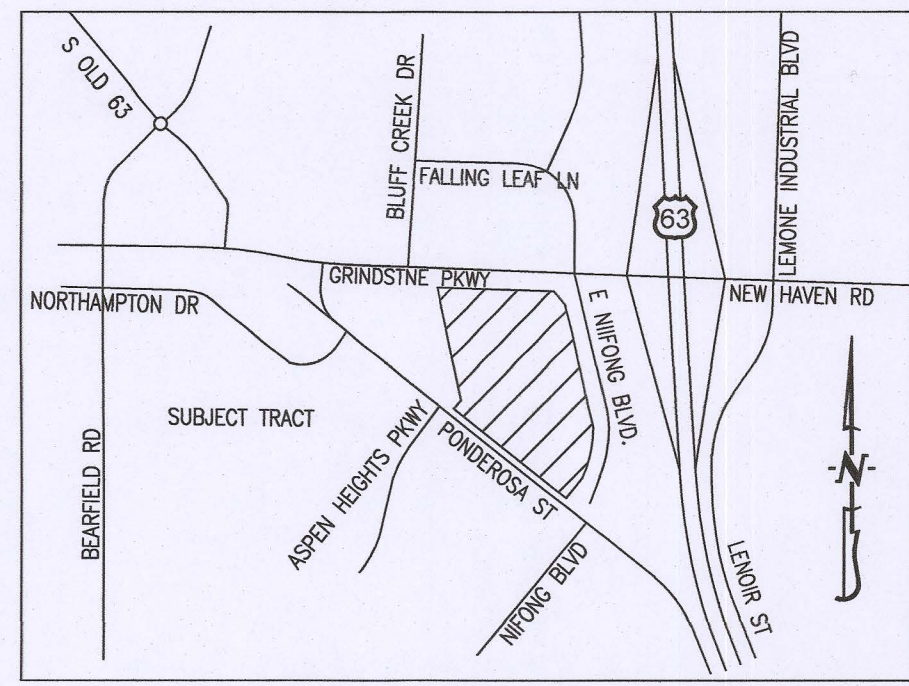 S OLD 63
BLUFF CREEK DR
LEMONE INDUSTRIAL BLVD
FALLING LEAF LN
63
GRINDSTNE PKWY
NORTHAMPTON DR
E NIIFONG BLVD.
NEW HAVEN RD
SUBJECT TRACT
BEARFIELD RD
ASPEN HEIGHTS PKWY
PONDEROSA ST
NIFONG BLVD
LENOIR ST
N